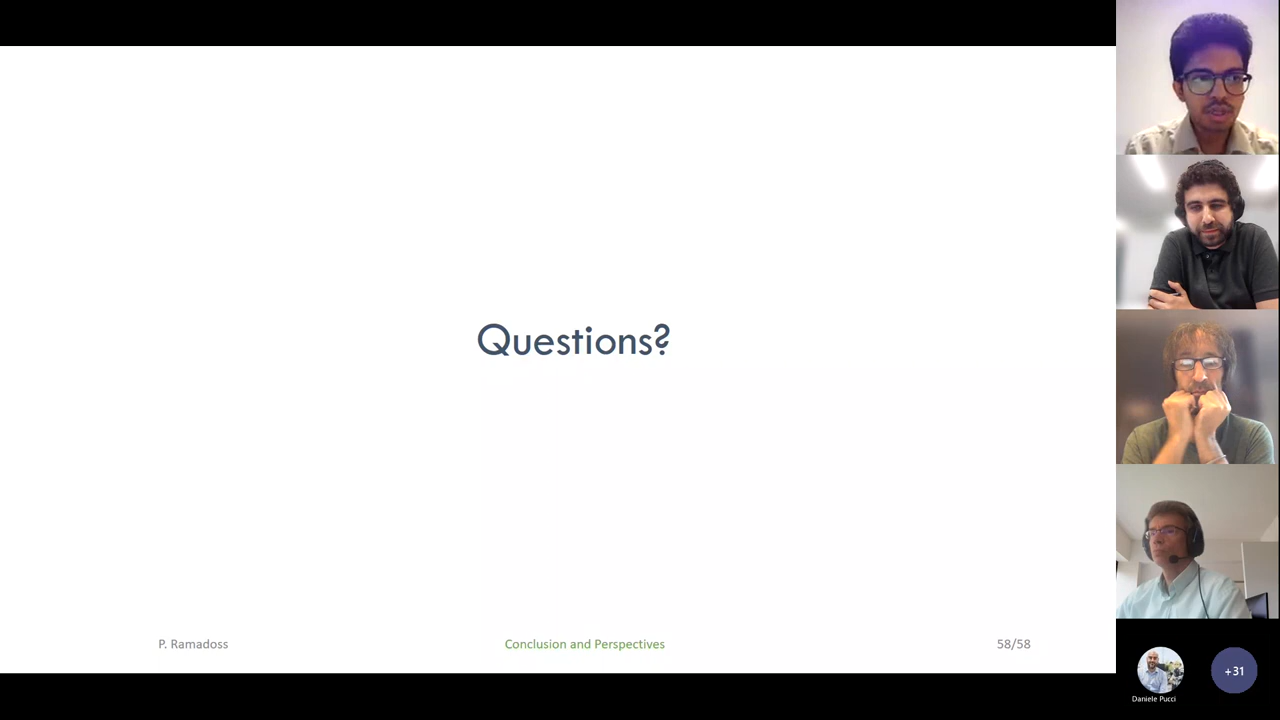 Questions?
P. Ramadoss
Conclusion and Perspectives
58/58
Daniele Pucci
+31